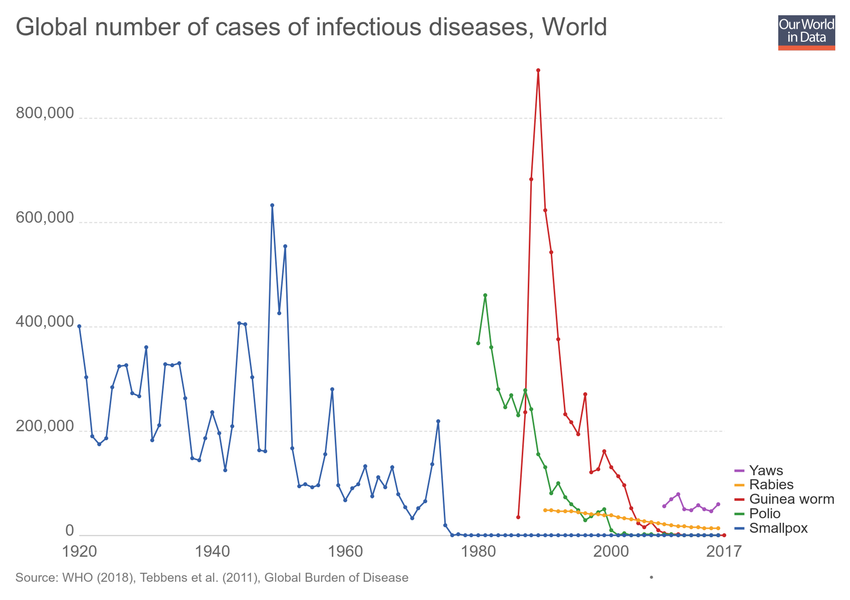 Global number of cases of infectious diseases, World
Our World
in Data
800,000
600,000
400,000
200,000
0
1920
1940
1960
1980
2000
2017
Yaws
Rabies
Guinea worm
Polio
Smallpox
Source: WHO (2018), Tebbens et al. (2011), Global Burden of Disease
•